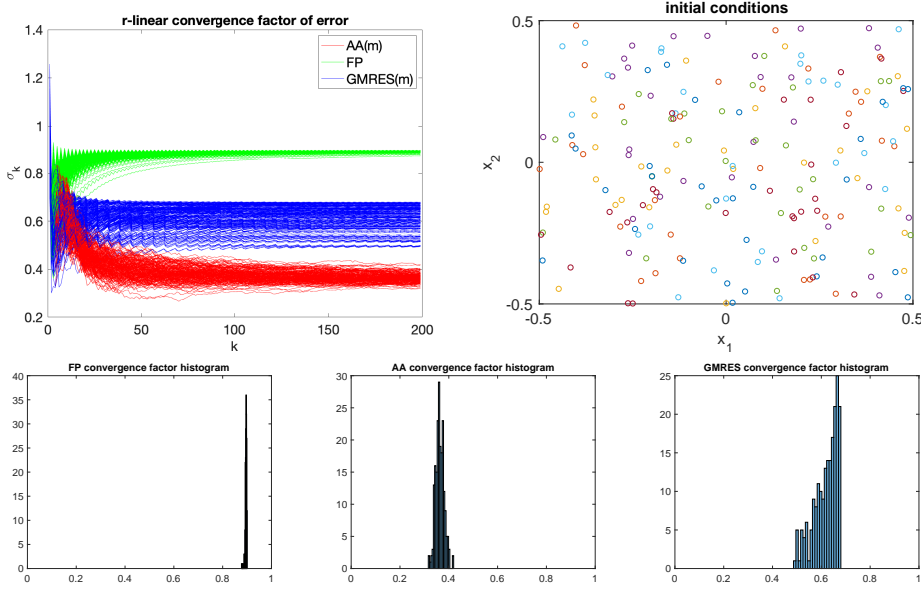 r-linear convergence factor of error
1.4
1.2
1
0.8
0.6
0.4
0.2
σk
AA(m)
FP
GMRES(m)
0 50 100 150 200
k
initial conditions
0.5
0
-0.5
x2
-0.5 0 0.5
x1
FP convergence factor histogram
40
35
30
25
20
15
10
5
0
0 0.2 0.4 0.6 0.8 1
AA convergence factor histogram
30
25
20
15
10
5
0
0 0.2 0.4 0.6 0.8 1
GMRES convergence factor histogram
25
20
15
10
5
0
0 0.2 0.4 0.6 0.8 1